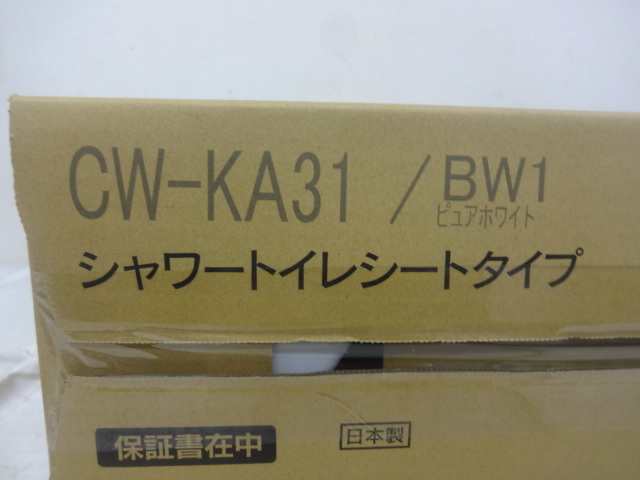 CW-KA31 / BW1
ピュアホワイト
シャワートイレシートタイプ
保証書在中
日本製